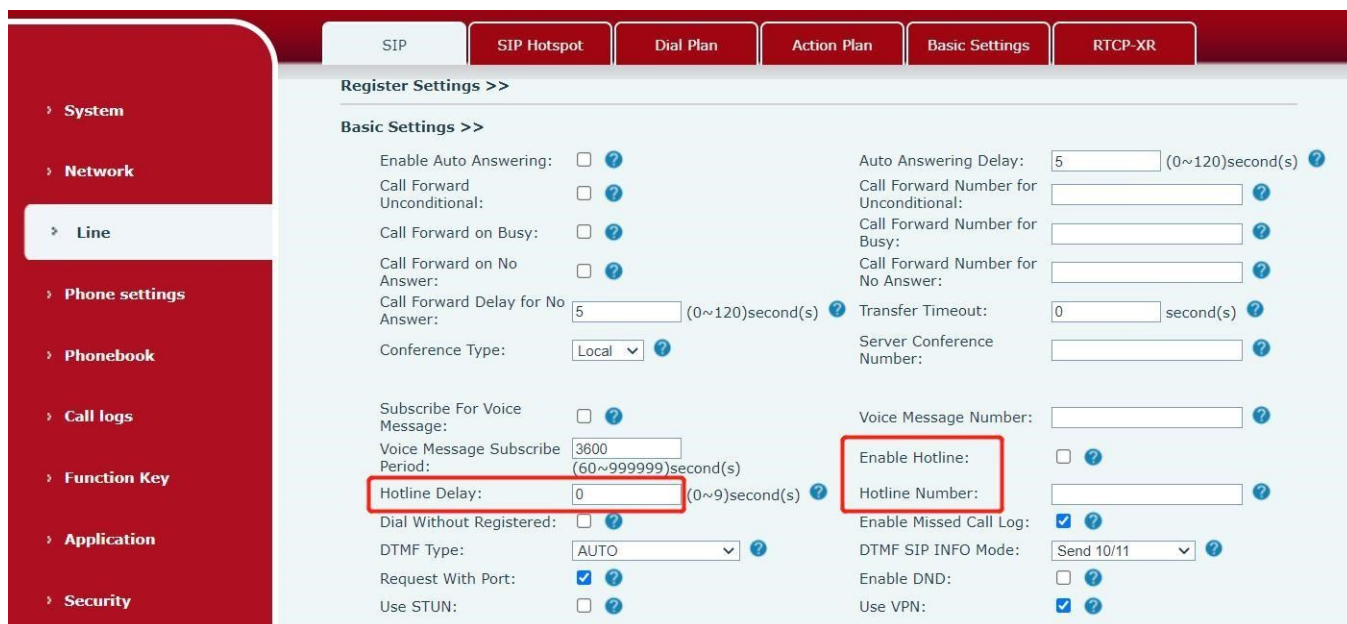 SIP
SIP Hotspot
Dial Plan
Action Plan
Basic Settings
RTCP-XR
System
Network
Line
Phone settings
Phonebook
Call logs
Function Key
Application
Security
Register Settings >>
Basic Settings >>
Enable Auto Answering: ?
Auto Answering Delay: 5 (0~120)second(s) ?
Call Forward
Unconditional: ?
Call Forward Number for
Unconditional: ?
Call Forward on Busy: ?
Call Forward Number for
Busy: ?
Call Forward on No
Answer: ?
Call Forward Number for
No Answer: ?
Call Forward Delay for No
Answer: 5 (0~120)second(s) ?
Transfer Timeout: 0 second(s) ?
Conference Type: Local ?
Server Conference
Number: ?
Subscribe For Voice
Message: ?
Voice Message Number: ?
Voice Message Subscribe
Period: 3600
(60~999999)second(s)
Enable Hotline: ?
Hotline Delay: 0 (0~9)second(s) ?
Hotline Number: ?
Dial Without Registered: ?
Enable Missed Call Log: ?
DTMF Type: AUTO ?
DTMF SIP INFO Mode: Send 10/11 ?
Request With Port: ?
Enable DND: ?
Use STUN: ?
Use VPN: ?